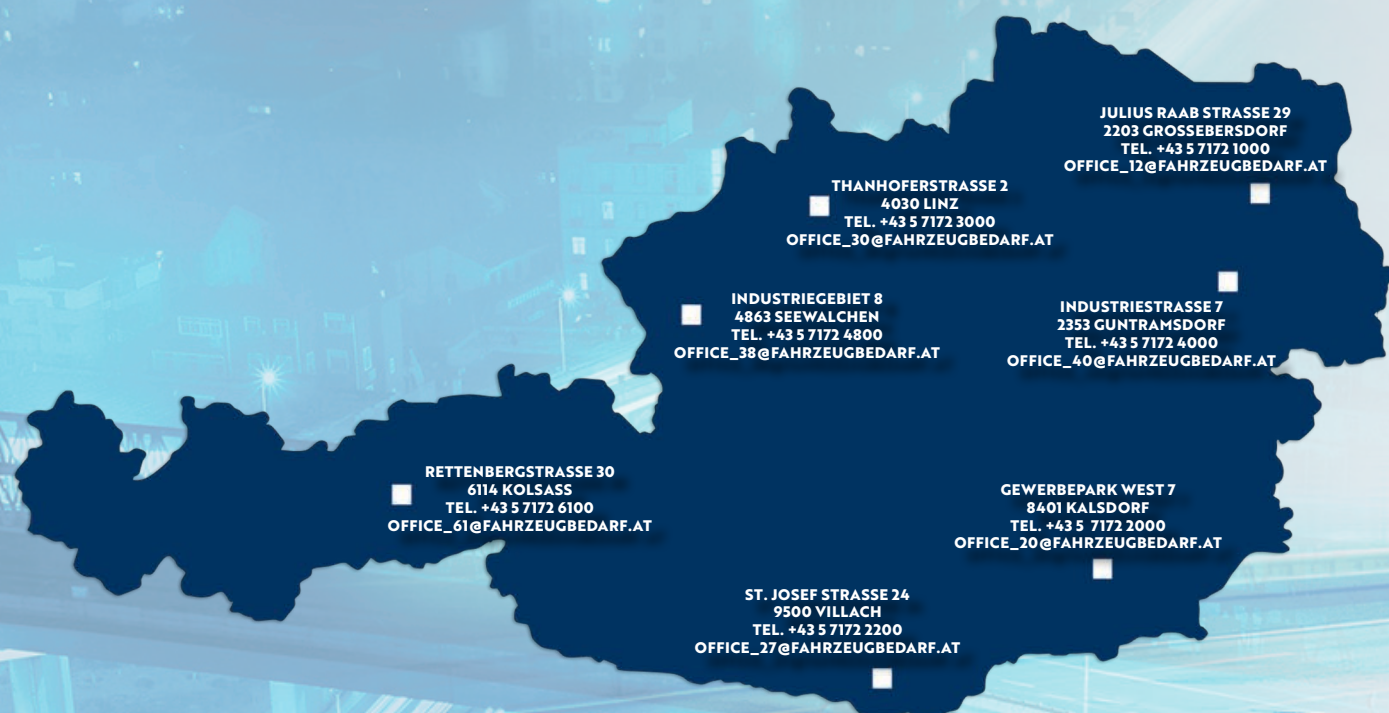 JULIUS RAAB STRASSE 29
2203 GROSSEBERSDORF
TEL. +43 5 7172 1000
OFFICE_12@FAHRZEUGBEDARF.AT
THANHOFERSTRASSE 2
4030 LINZ
TEL. +43 5 7172 3000
OFFICE_30@FAHRZEUGBEDARF.AT
INDUSTRIEGEBIET 8
4863 SEEWALCHEN
TEL. +43 5 7172 4800
OFFICE_38@FAHRZEUGBEDARF.AT
INDUSTRIESTRASSE 7
2353 GUNTRAMSDORF
TEL. +43 5 7172 4000
OFFICE_40@FAHRZEUGBEDARF.AT
RETTENBERGSTRASSE 30
6114 KOLSASS
TEL. +43 5 7172 6100
OFFICE_61@FAHRZEUGBEDARF.AT
GEWERBEPARK WEST 7
8401 KALSDORF
TEL. +43 5 7172 2000
OFFICE_20@FAHRZEUGBEDARF.AT
ST. JOSEF STRASSE 24
9500 VILLACH
TEL. +43 5 7172 2200
OFFICE_27@FAHRZEUGBEDARF.AT